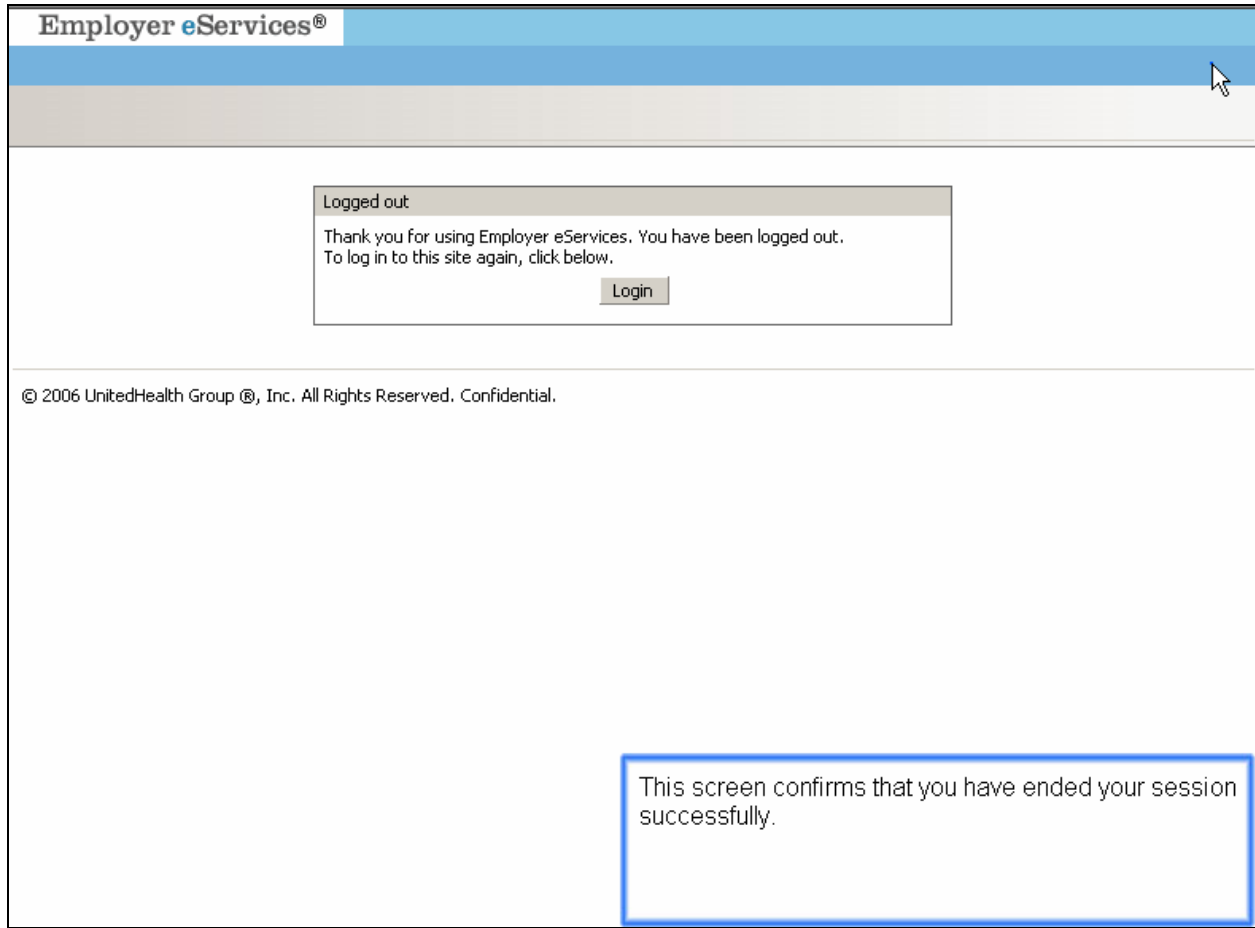 Employer eServices®
Logged out
Thank you for using Employer eServices. You have been logged out.
To log in to this site again, click below.
Login
© 2006 UnitedHealth Group ®, Inc. All Rights Reserved. Confidential.
This screen confirms that you have ended your session
successfully.